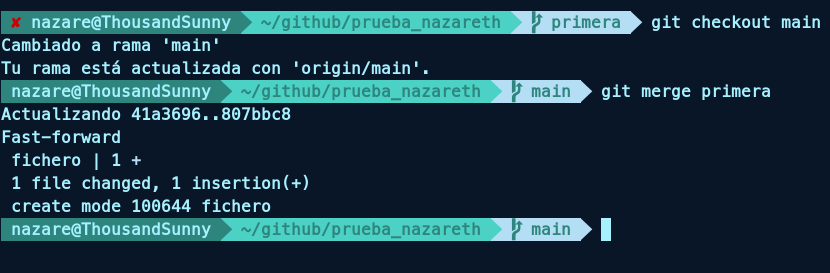 ✘ nazare@ThousandSunny ~/github/prueba_nazareth primera git checkout main
Cambiado a rama 'main'
Tu rama está actualizada con 'origin/main'.
nazare@ThousandSunny ~/github/prueba_nazareth main git merge primera
Actualizando 41a3696..807bbc8
Fast-forward
fichero | 1 +
1 file changed, 1 insertion(+)
create mode 100644 fichero
nazare@ThousandSunny ~/github/prueba_nazareth main